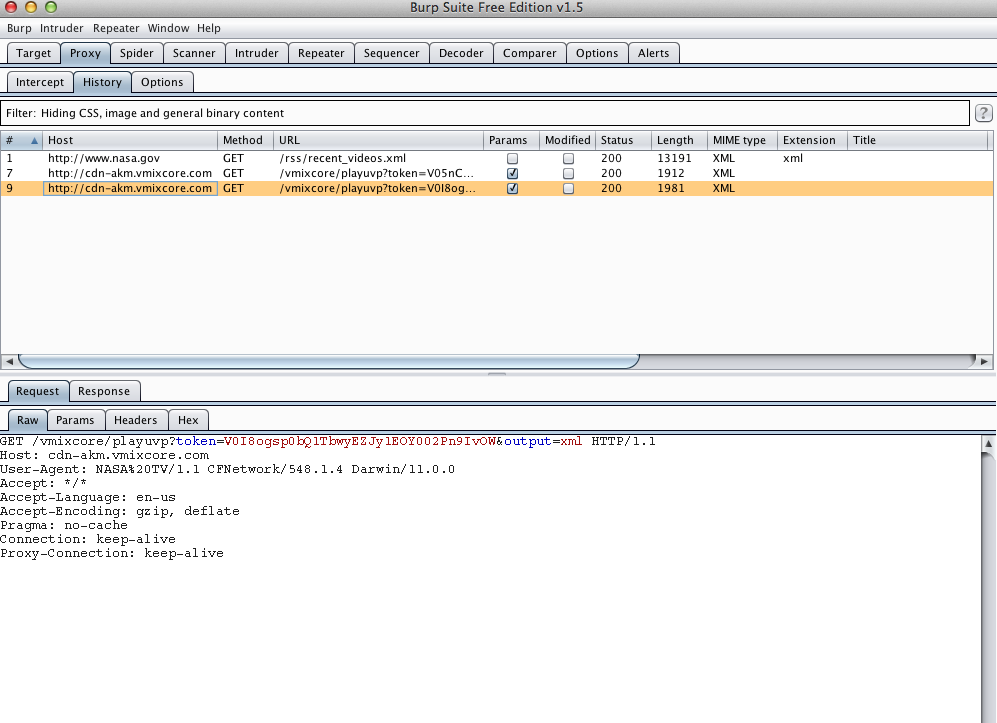 Burp Suite Free Edition v1.5
Burp Intruder Repeater Window Help
Target Proxy Spider Scanner Intruder Repeater Sequencer Decoder Comparer Options Alerts
Intercept History Options
Filter: Hiding CSS, image and general binary content ?
# Host Method URL Params Modified Status Length MIME type Extension Title
1 http://www.nasa.gov GET /rss/recent_videos.xml 200 13191 XML xml
7 http://cdn-akm.vmixcore.com GET /vmixcore/playuvp?token=V05nC... 200 1912 XML
9 http://cdn-akm.vmixcore.com GET /vmixcore/playuvp?token=V0I8og... 200 1981 XML
Request Response
Raw Params Headers Hex
GET /vmixcore/playuvp?token=V0I8ogsp0bQlTbwyEZJylEOY002Pn9IvOW&output=xml HTTP/1.1
Host: cdn-akm.vmixcore.com
User-Agent: NASA%20TV/1.1 CFNetwork/548.1.4 Darwin/11.0.0
Accept: */*
Accept-Language: en-us
Accept-Encoding: gzip, deflate
Pragma: no-cache
Connection: keep-alive
Proxy-Connection: keep-alive